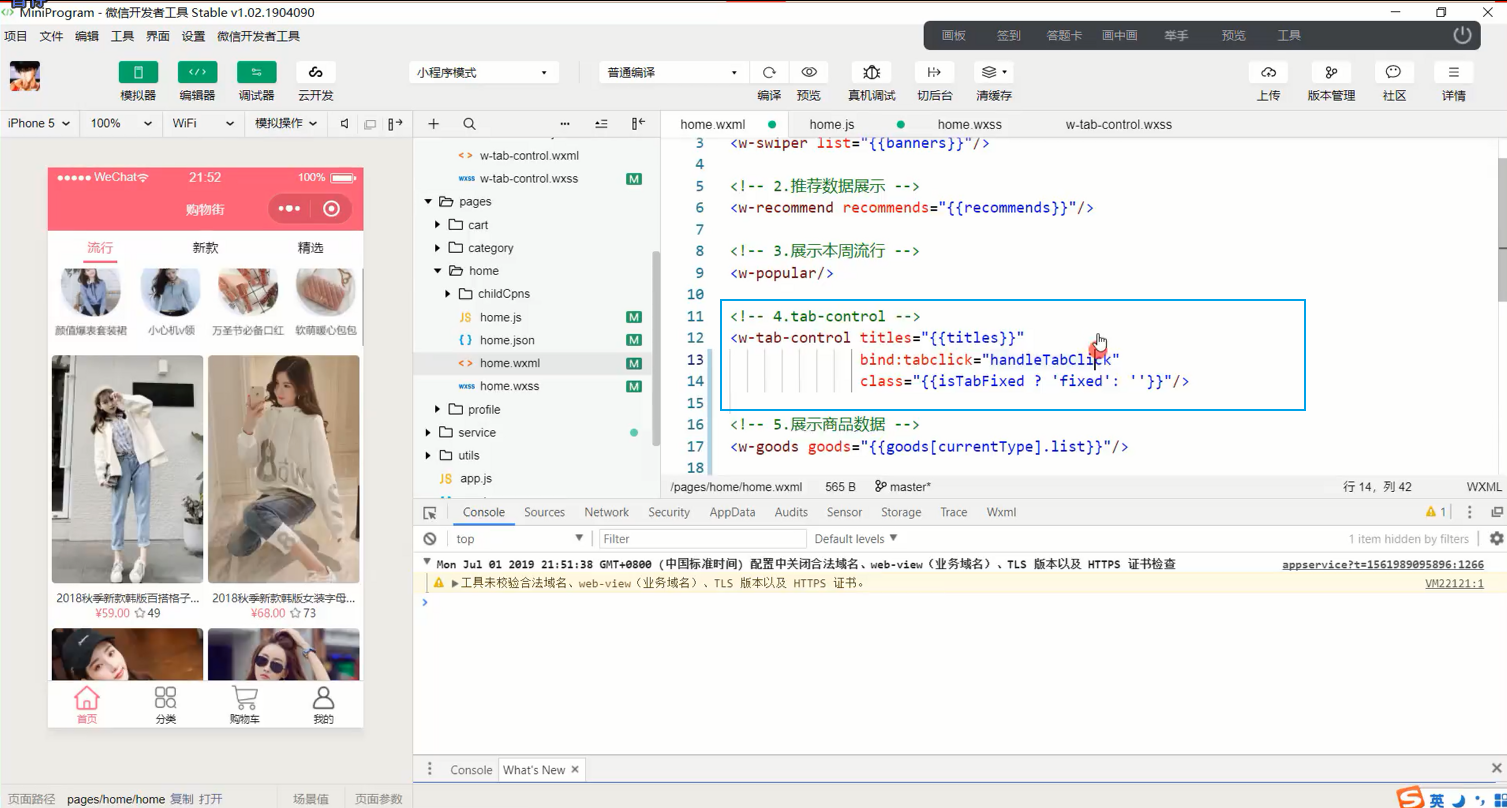 MiniProgram - 微信开发者工具 Stable v1.02.1904090
项目 文件 编辑 工具 界面 设置 微信开发者工具
画板 签到 答题卡 画中画 举手 预览 工具
小程序模式 普通编译
模拟器 编辑器 调试器 云开发 编译 预览 真机调试 切后台 清缓存 上传 版本管理 社区 详情
iPhone 5 100% WiFi 模拟操作
home.wxml home.js home.wxss w-tab-control.wxss
WeChat 21:52 100%
购物街
流行 新款 精选
颜值爆表套装裙 小心机v领 万圣节必备口红 软萌暖心包包
2018秋季新款韩版百搭格子... 2018秋季新款韩版女装字母...
¥59.00 49 ¥68.00 73
首页 分类 购物车 我的
w-tab-control.wxml
wxss w-tab-control.wxss M
pages
cart
category
home
childCpns
JS home.js M
{} home.json M
<> home.wxml M
wxss home.wxss M
profile
service
utils
JS app.js
3 <w-swiper list="{{banners}}"/>
4
5 <!-- 2.推荐数据展示 -->
6 <w-recommend recommends="{{recommends}}"/>
7
8 <!-- 3.展示本周流行 -->
9 <w-popular/>
10
11 <!-- 4.tab-control -->
12 <w-tab-control titles="{{titles}}"
13 bind:tabclick="handleTabClick"
14 class="{{isTabFixed ? 'fixed': ''}}"/>
15
16 <!-- 5.展示商品数据 -->
17 <w-goods goods="{{goods[currentType].list}}"/>
18
/pages/home/home.wxml 565 B master* 行 14，列 42 WXML
Console Sources Network Security AppData Audits Sensor Storage Trace Wxml 1
top Filter Default levels 1 item hidden by filters
Mon Jul 01 2019 21:51:38 GMT+0800 (中国标准时间) 配置中关闭合法域名、web-view（业务域名）、TLS 版本以及 HTTPS 证书检查 appservice?t=1561989095896:1266
工具未校验合法域名、web-view（业务域名）、TLS 版本以及 HTTPS 证书。 VM22121:1
Console What's New
页面路径 pages/home/home 复制 打开 场景值 页面参数
英